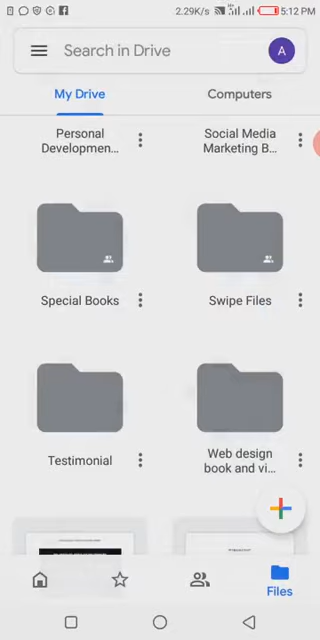 2.29K/s 5:12 PM
Search in Drive
A
My Drive
Computers
Personal
Developmen...
Social Media
Marketing B...
Special Books
Swipe Files
Testimonial
Web design
book and vi...
Files